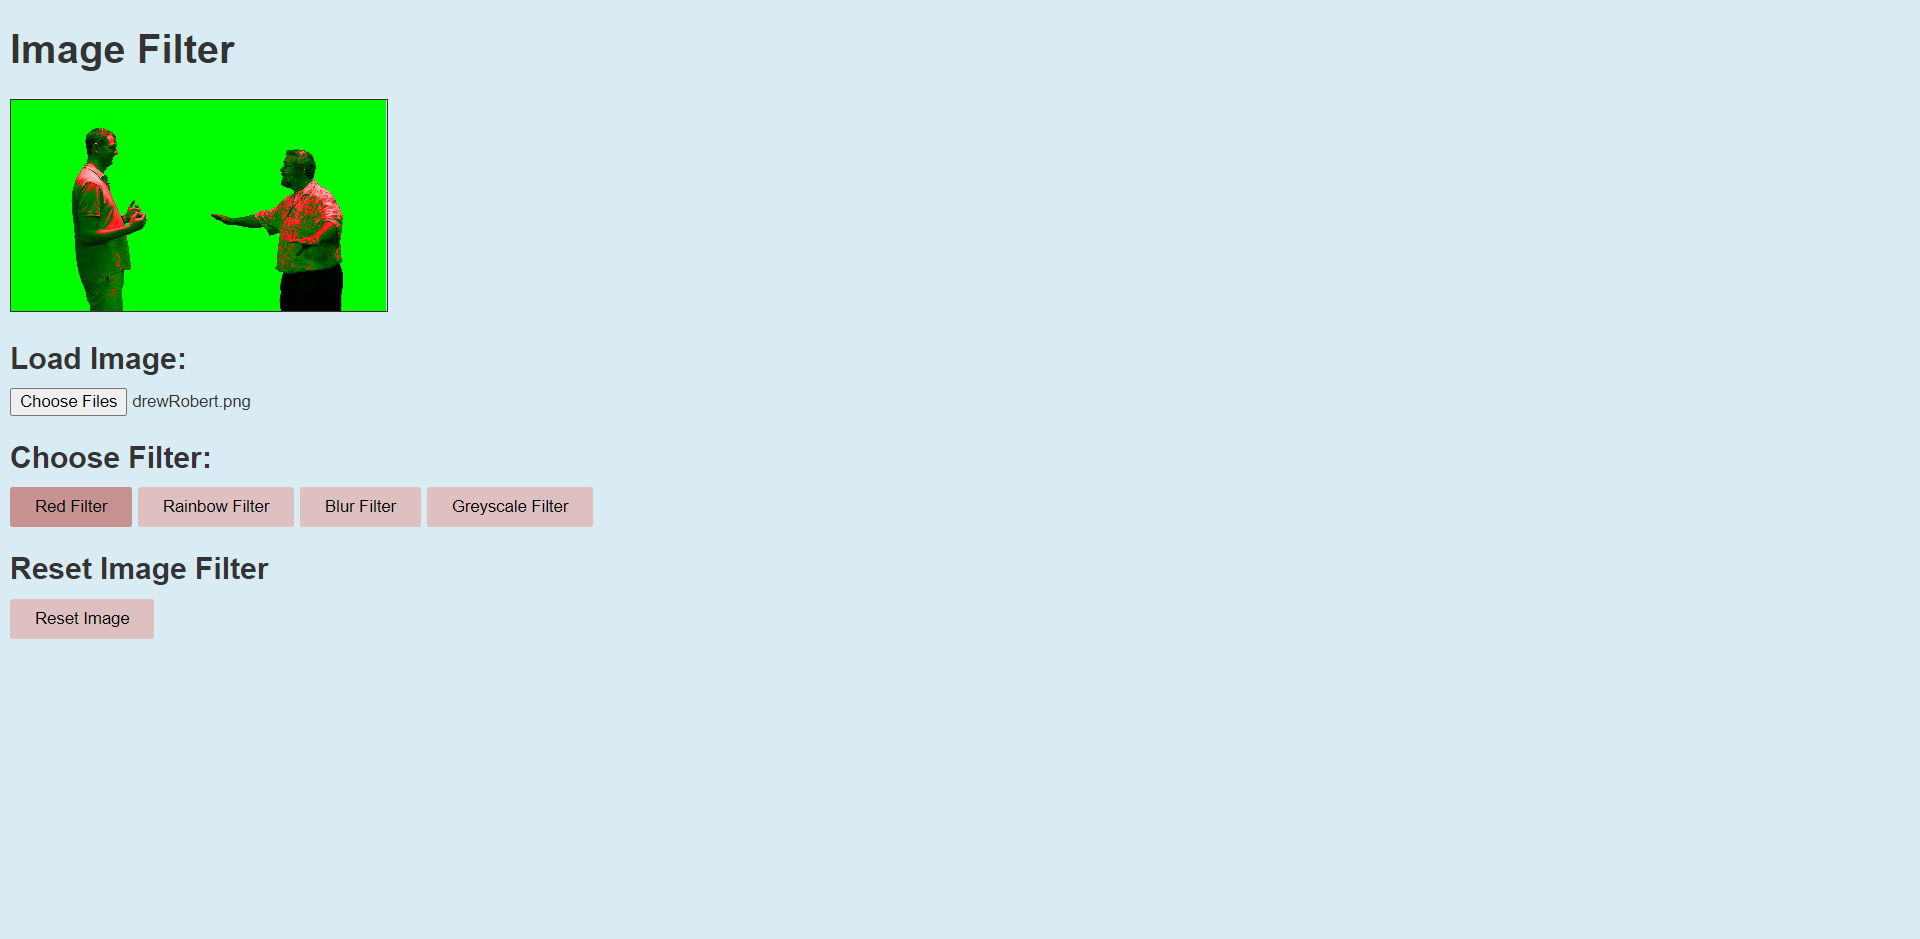 Image Filter
Load Image:
Choose Files drewRobert.png
Choose Filter:
Red Filter Rainbow Filter Blur Filter Greyscale Filter
Reset Image Filter
Reset Image